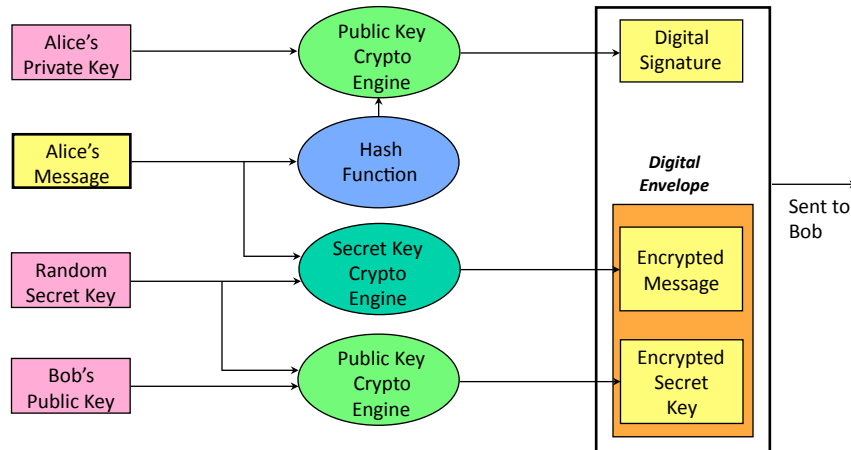 Alice's
Private Key
Public Key
Crypto
Engine
Digital
Signature
Alice's
Message
Hash
Function
Digital
Envelope
Sent to
Bob
Random
Secret Key
Secret Key
Crypto
Engine
Encrypted
Message
Bob's
Public Key
Public Key
Crypto
Engine
Encrypted
Secret
Key